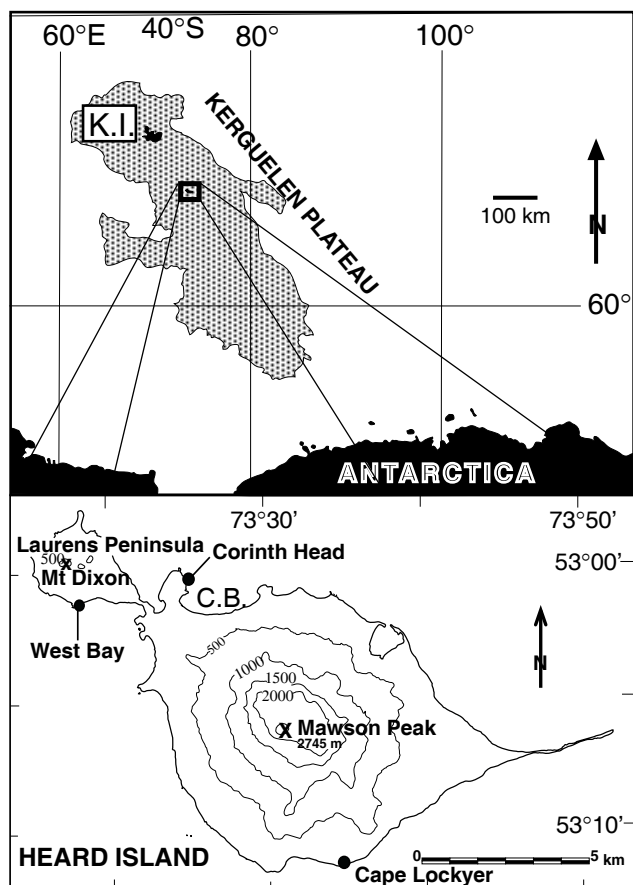 60°E
40°S
80°
100°
K.I.
KERGUELEN PLATEAU
100 km
N
60°
ANTARCTICA
73°30'
73°50'
Laurens Peninsula
500
Mt Dixon
Corinth Head
53°00'
C.B.
West Bay
500
1000
1500
2000
N
X Mawson Peak
2745 m
53°10'
HEARD ISLAND
0 5 km
Cape Lockyer